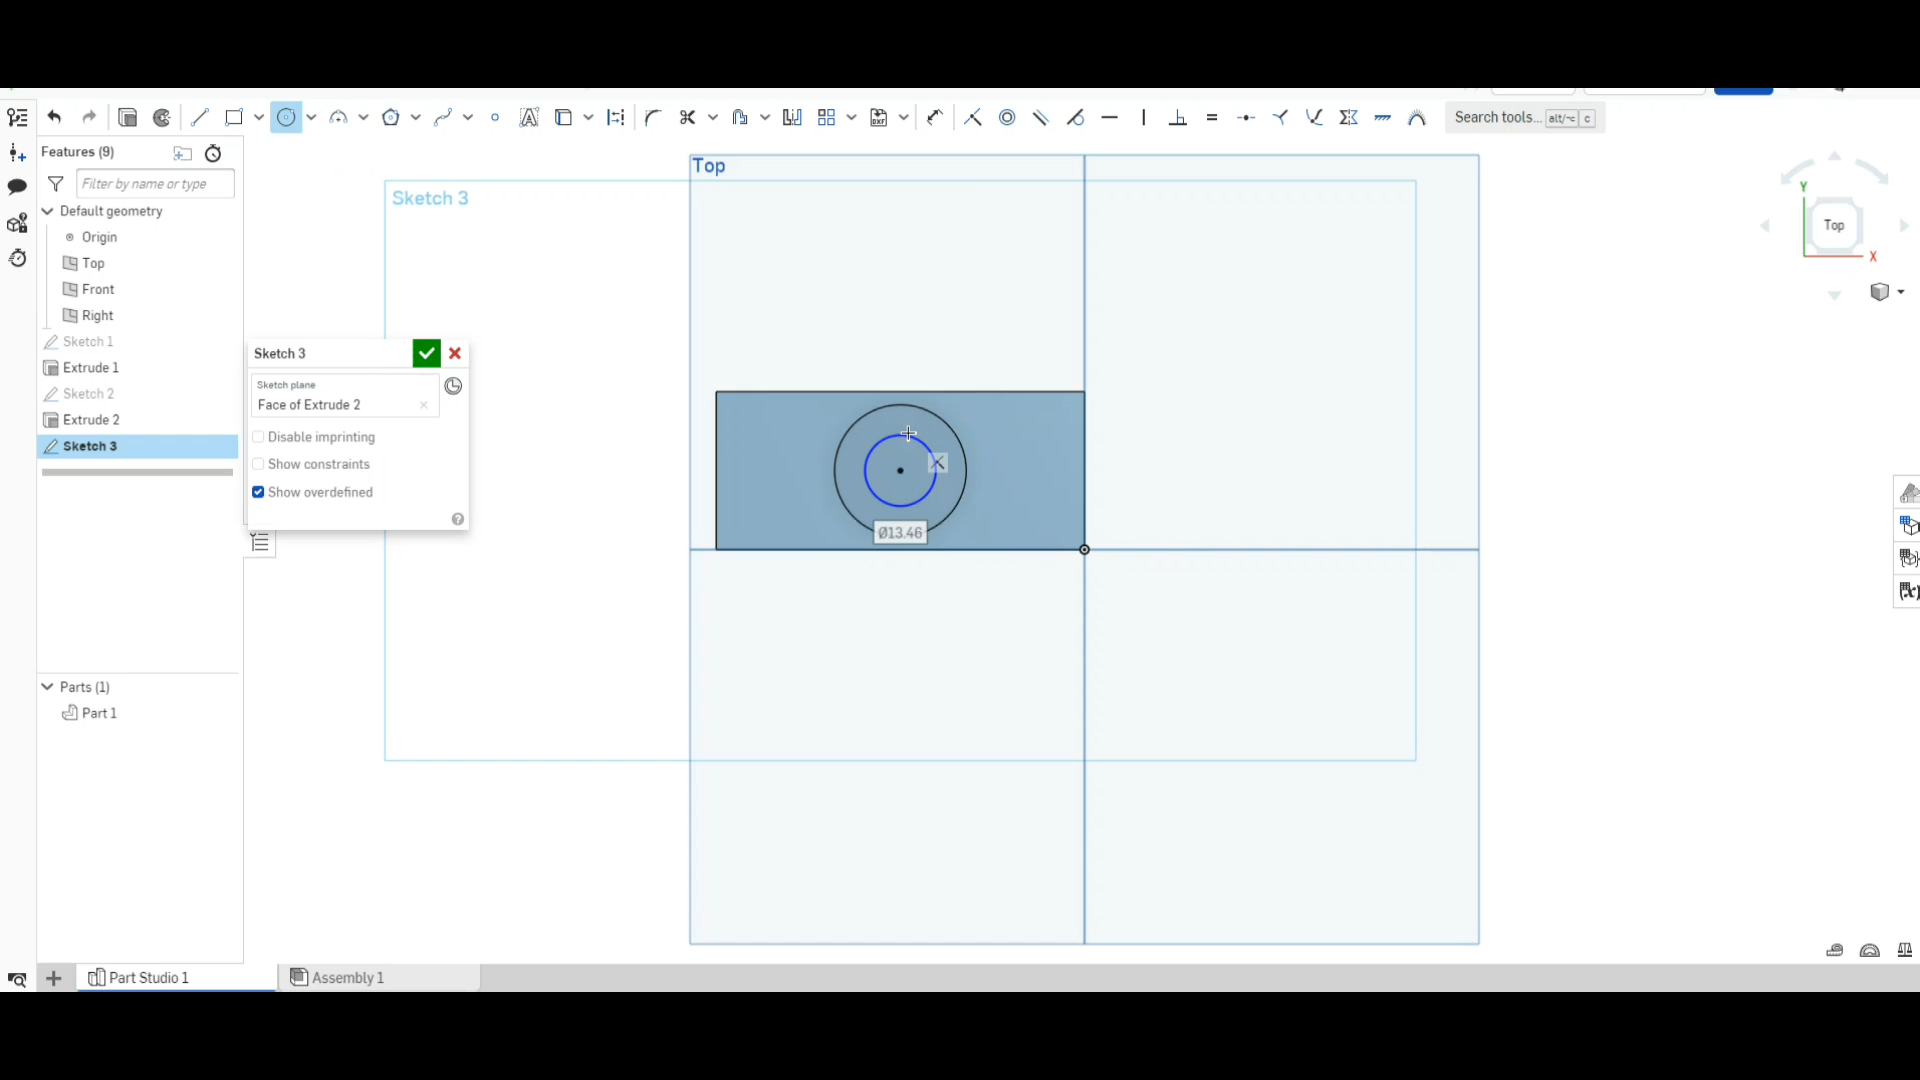 Search tools... alt/⌥ c
Features (9)
Filter by name or type
Default geometry
Origin
Top
Front
Right
Sketch 1
Extrude 1
Sketch 2
Extrude 2
Sketch 3
Parts (1)
Part 1
Sketch 3
Sketch plane
Face of Extrude 2
Disable imprinting
Show constraints
Show overdefined
Top
Sketch 3
Ø13.46
Y
Top
X
Part Studio 1
Assembly 1